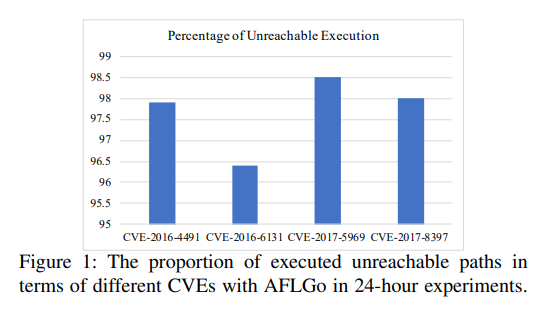 Percentage of Unreachable Execution
99
98.5
98
97.5
97
96.5
96
95.5
95
CVE-2016-4491 CVE-2016-6131 CVE-2017-5969 CVE-2017-8397
Figure 1: The proportion of executed unreachable paths in
terms of different CVEs with AFLGo in 24-hour experiments.